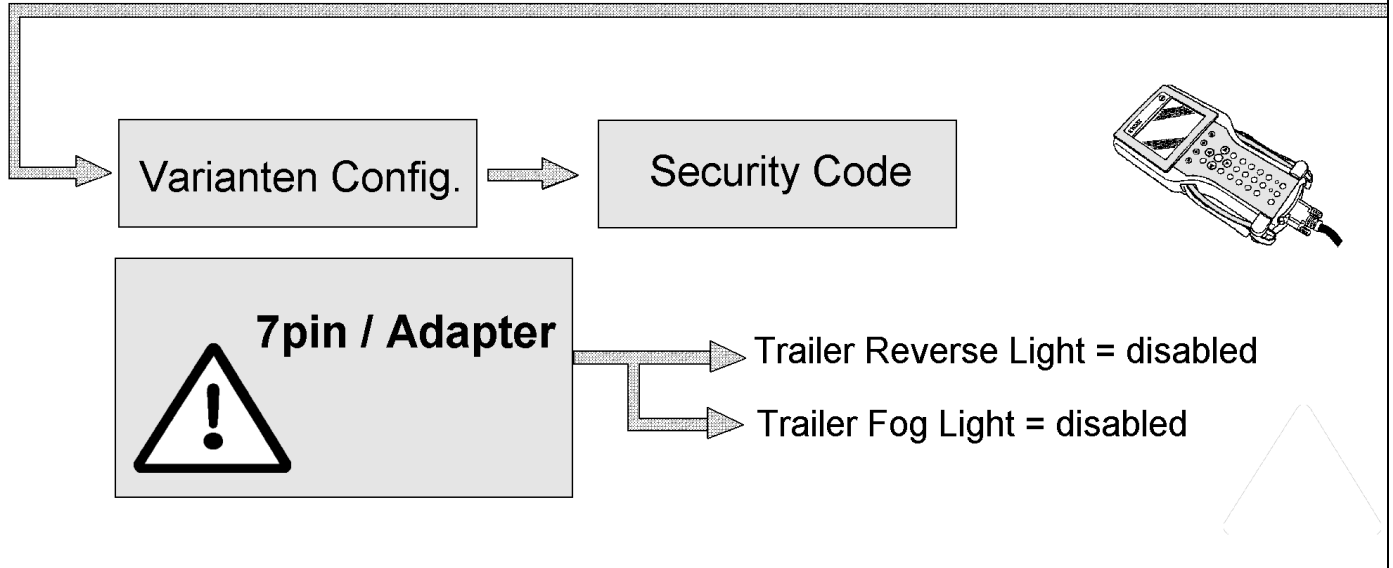 Varianten Config.
Security Code
7pin / Adapter
Trailer Reverse Light = disabled
Trailer Fog Light = disabled